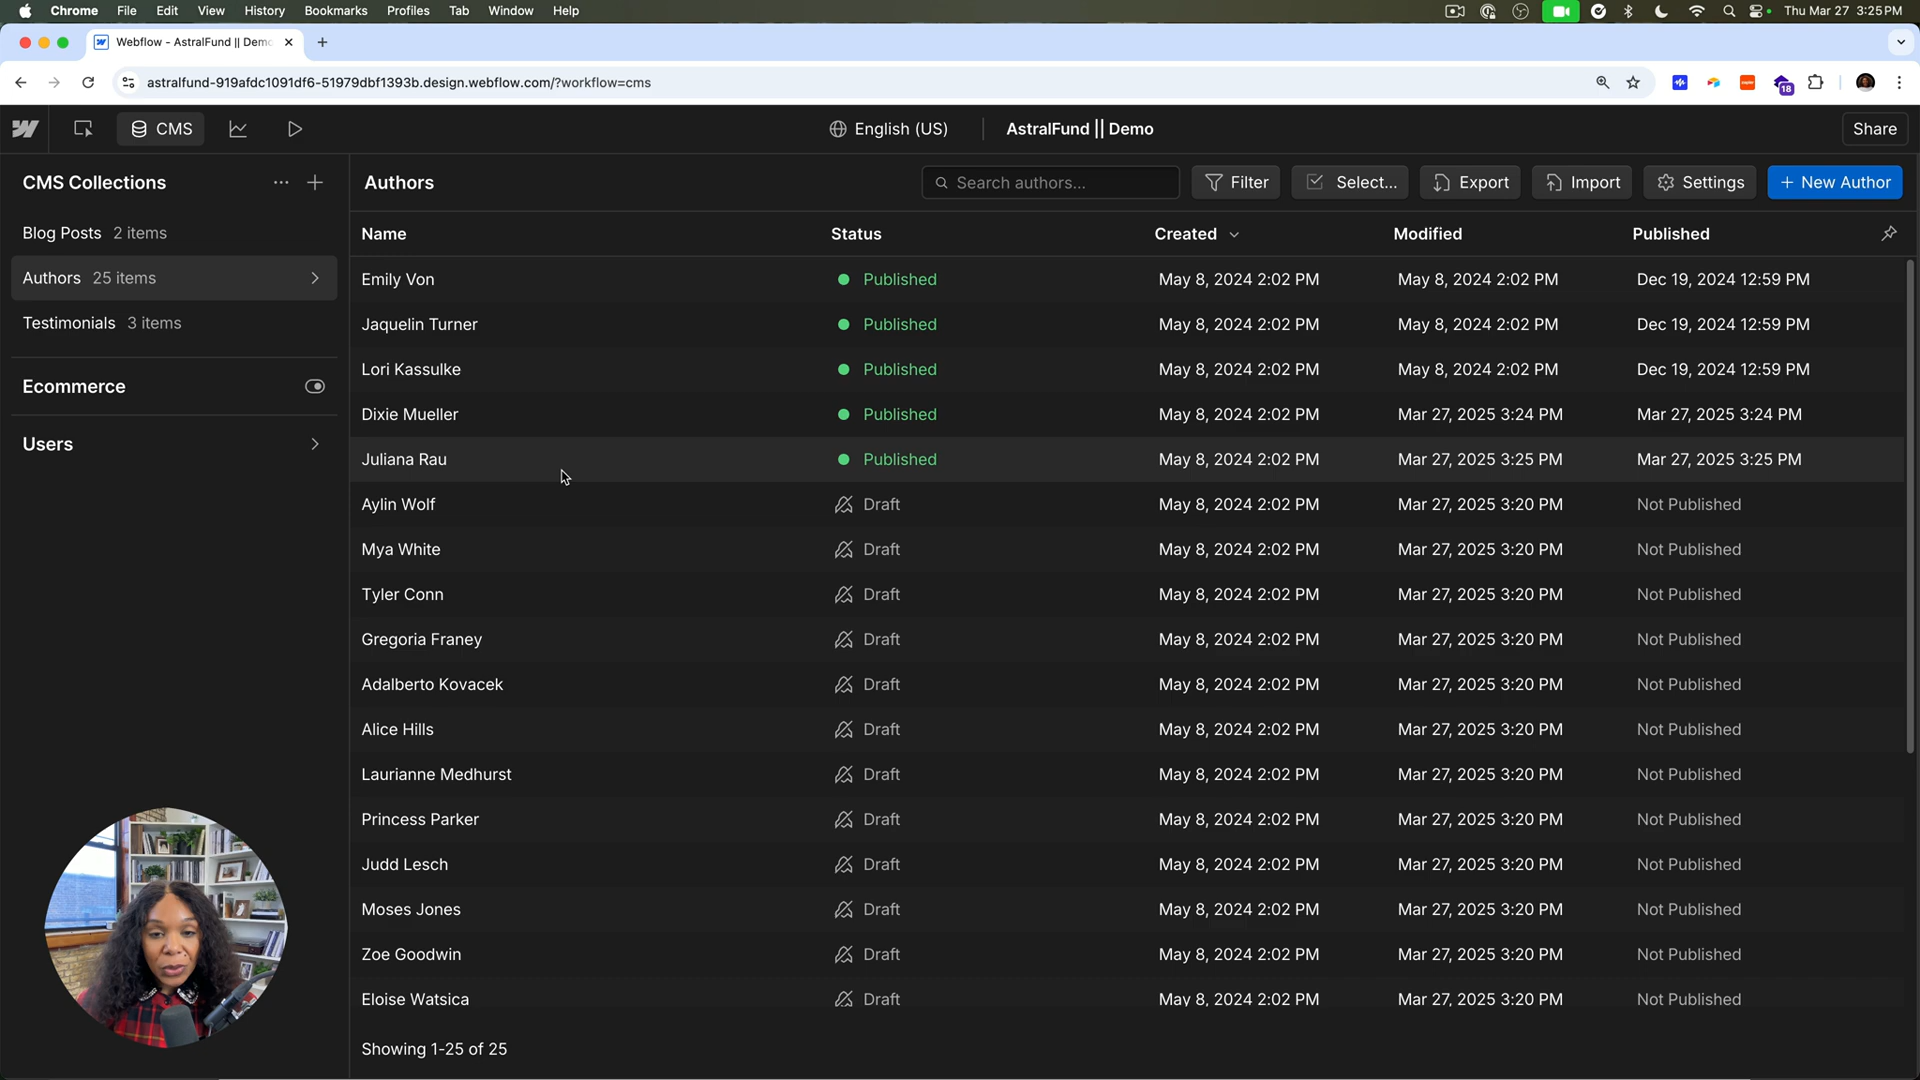 Chrome File Edit View History Bookmarks Profiles Tab Window Help Thu Mar 27 3:25 PM
Webflow - AstralFund || Demo
astralfund-919afdc1091df6-51979dbf1393b.design.webflow.com/?workflow=cms 18
CMS English (US) AstralFund || Demo Share
CMS Collections
Blog Posts 2 items
Authors 25 items
Testimonials 3 items
Ecommerce
Users
Authors Search authors... Filter Select... Export Import Settings + New Author
Name Status Created Modified Published
Emily Von Published May 8, 2024 2:02 PM May 8, 2024 2:02 PM Dec 19, 2024 12:59 PM
Jaquelin Turner Published May 8, 2024 2:02 PM May 8, 2024 2:02 PM Dec 19, 2024 12:59 PM
Lori Kassulke Published May 8, 2024 2:02 PM May 8, 2024 2:02 PM Dec 19, 2024 12:59 PM
Dixie Mueller Published May 8, 2024 2:02 PM Mar 27, 2025 3:24 PM Mar 27, 2025 3:24 PM
Juliana Rau Published May 8, 2024 2:02 PM Mar 27, 2025 3:25 PM Mar 27, 2025 3:25 PM
Aylin Wolf Draft May 8, 2024 2:02 PM Mar 27, 2025 3:20 PM Not Published
Mya White Draft May 8, 2024 2:02 PM Mar 27, 2025 3:20 PM Not Published
Tyler Conn Draft May 8, 2024 2:02 PM Mar 27, 2025 3:20 PM Not Published
Gregoria Franey Draft May 8, 2024 2:02 PM Mar 27, 2025 3:20 PM Not Published
Adalberto Kovacek Draft May 8, 2024 2:02 PM Mar 27, 2025 3:20 PM Not Published
Alice Hills Draft May 8, 2024 2:02 PM Mar 27, 2025 3:20 PM Not Published
Laurianne Medhurst Draft May 8, 2024 2:02 PM Mar 27, 2025 3:20 PM Not Published
Princess Parker Draft May 8, 2024 2:02 PM Mar 27, 2025 3:20 PM Not Published
Judd Lesch Draft May 8, 2024 2:02 PM Mar 27, 2025 3:20 PM Not Published
Moses Jones Draft May 8, 2024 2:02 PM Mar 27, 2025 3:20 PM Not Published
Zoe Goodwin Draft May 8, 2024 2:02 PM Mar 27, 2025 3:20 PM Not Published
Eloise Watsica Draft May 8, 2024 2:02 PM Mar 27, 2025 3:20 PM Not Published
Showing 1-25 of 25